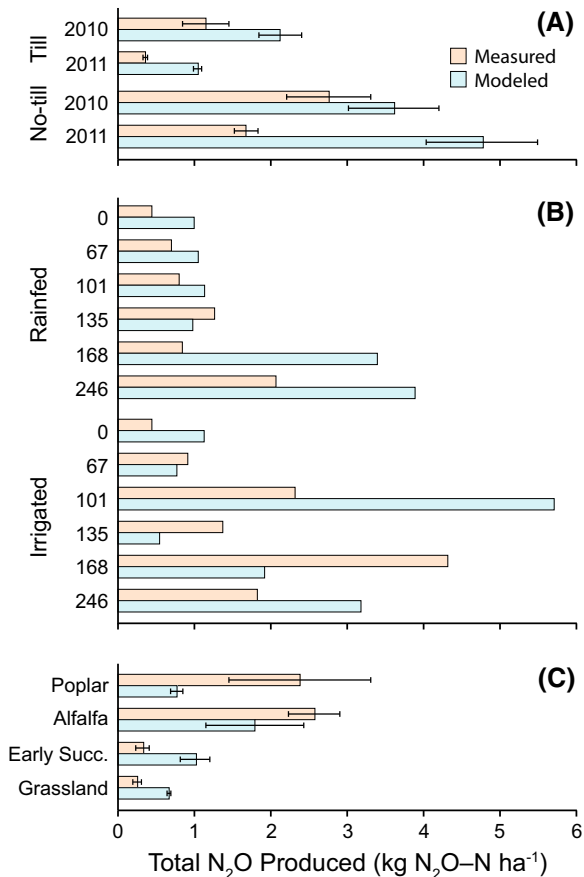 (A)
Till
2010
2011
No-till
2010
2011
Measured
Modeled
(B)
Rainfed
0
67
101
135
168
246
Irrigated
0
67
101
135
168
246
(C)
Poplar
Alfalfa
Early Succ.
Grassland
0 1 2 3 4 5 6
Total N₂O Produced (kg N₂O–N ha⁻¹)